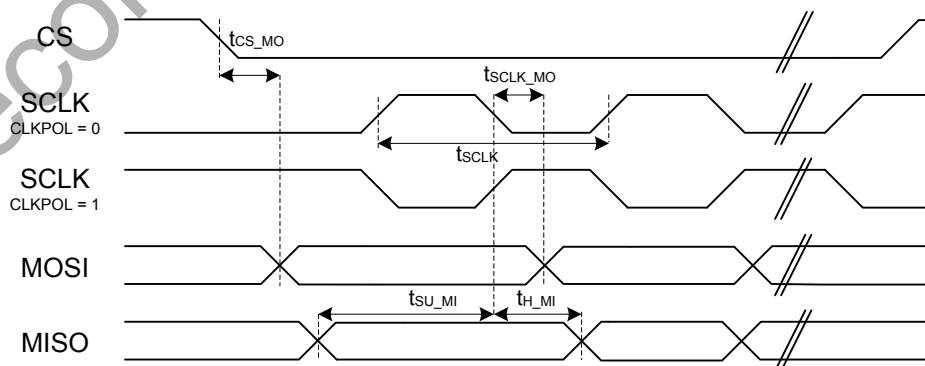 CS
tCS_MO
SCLK
CLKPOL = 0
tSCLK_MO
tSCLK
SCLK
CLKPOL = 1
MOSI
tSU_MI
tH_MI
MISO